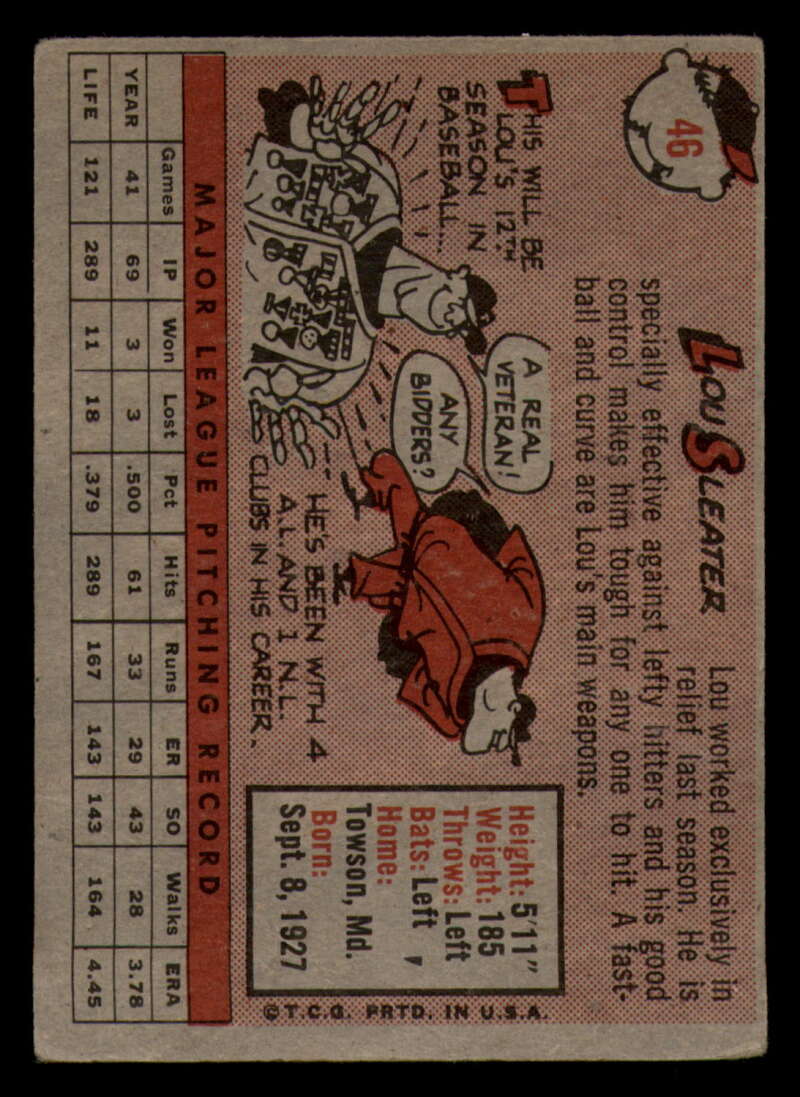 46
LOU SLEATER
Lou worked exclusively in
relief last season. He is
specially effective against lefty hitters and his good
control makes him tough for any one to hit. A fast-
ball and curve are Lou's main weapons.
THIS WILL BE
LOU'S 12TH
SEASON IN
BASEBALL...
A REAL
VETERAN!
ANY
BIDDERS?
... HE'S BEEN WITH 4
A.L. AND 1 N.L.
CLUBS IN HIS CAREER.
Height: 5'11"
Weight: 185
Throws: Left
Bats: Left
Home:
Towson, Md.
Born:
Sept. 8, 1927
©T.C.G. PRTD. IN U.S.A.
MAJOR LEAGUE PITCHING RECORD
Games IP Won Lost Pct Hits Runs ER SO Walks ERA
YEAR 41 69 3 3 .500 61 33 29 43 28 3.78
LIFE 121 289 11 18 .379 289 167 143 143 164 4.45